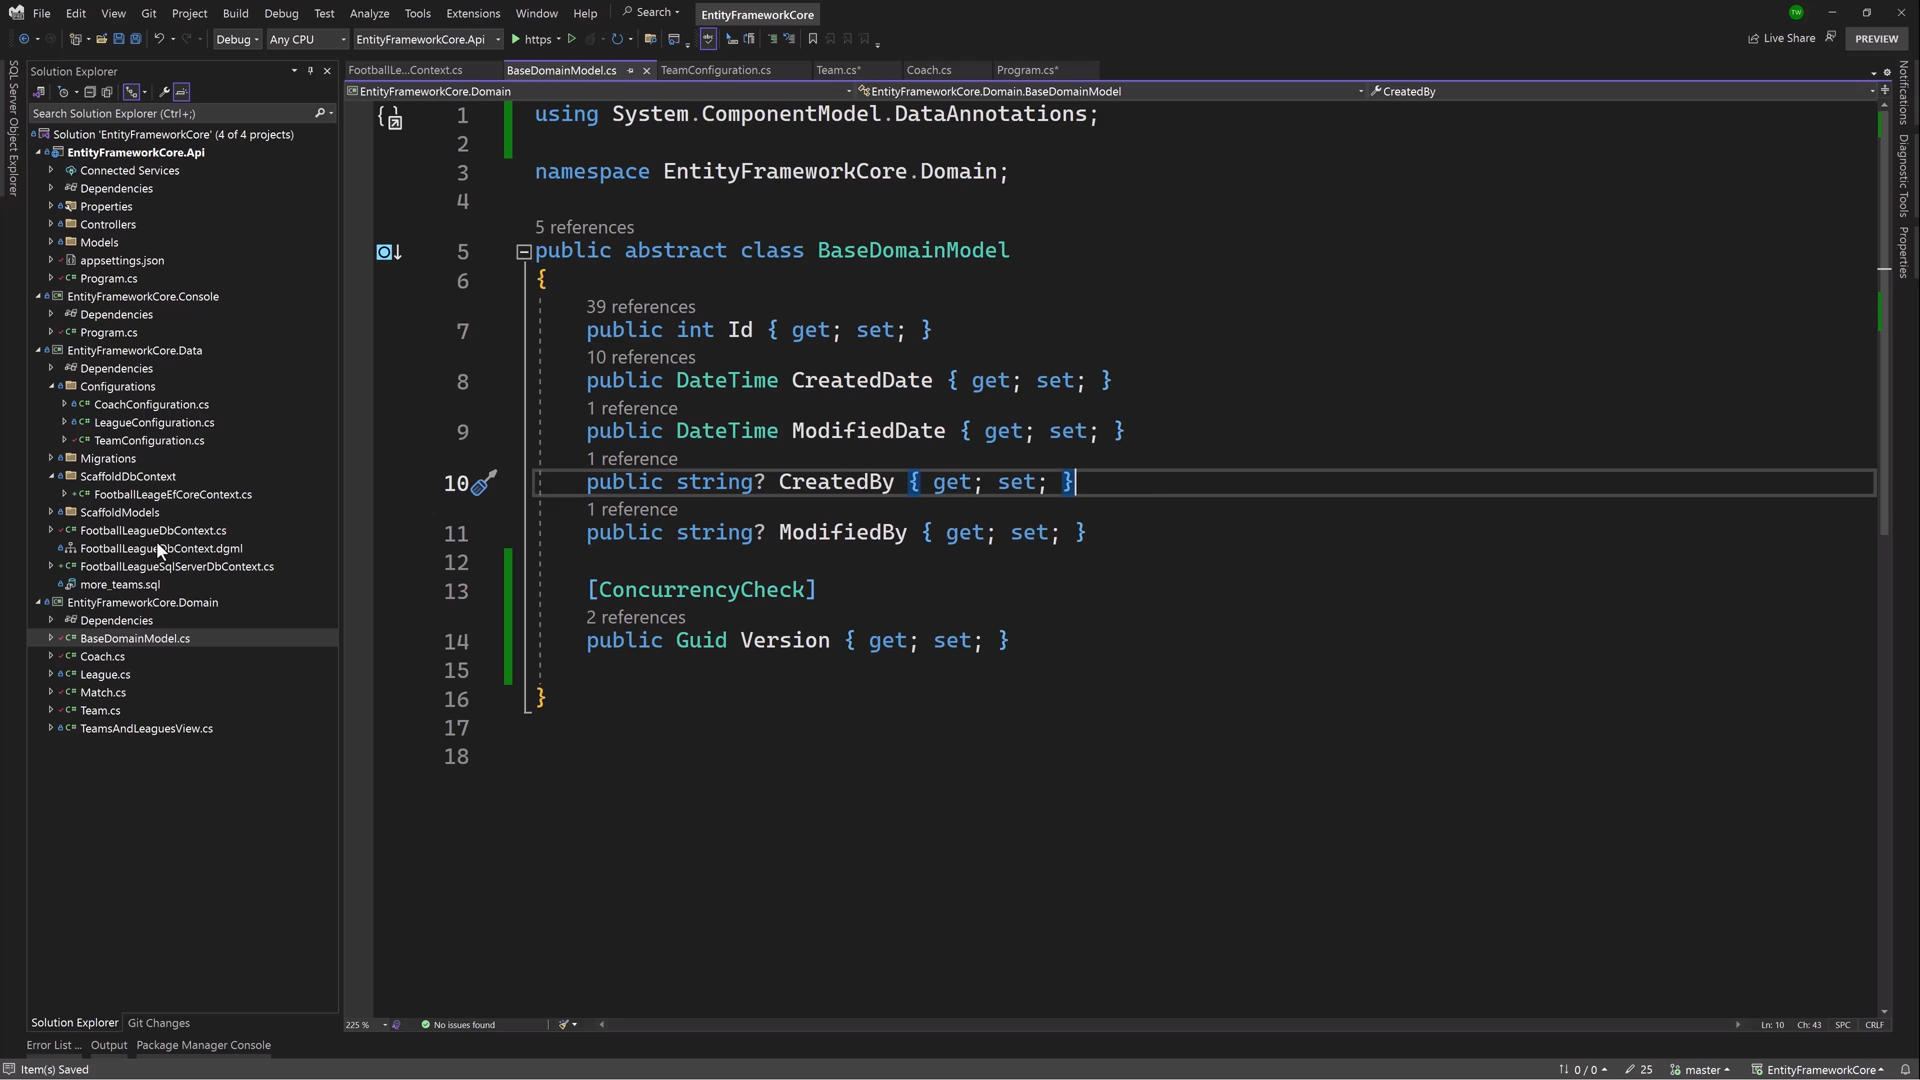 File Edit View Git Project Build Debug Test Analyze Tools Extensions Window Help Search EntityFrameworkCore TW
Debug Any CPU EntityFrameworkCore.Api https Live Share PREVIEW
SQL Server Object Explorer
Solution Explorer
Search Solution Explorer (Ctrl+;)
Solution 'EntityFrameworkCore' (4 of 4 projects)
EntityFrameworkCore.Api
Connected Services
Dependencies
Properties
Controllers
Models
appsettings.json
Program.cs
EntityFrameworkCore.Console
Dependencies
Program.cs
EntityFrameworkCore.Data
Dependencies
Configurations
CoachConfiguration.cs
LeagueConfiguration.cs
TeamConfiguration.cs
Migrations
ScaffoldDbContext
FootballLeageEfCoreContext.cs
ScaffoldModels
FootballLeagueDbContext.cs
FootballLeagueDbContext.dgml
FootballLeagueSqlServerDbContext.cs
more_teams.sql
EntityFrameworkCore.Domain
Dependencies
BaseDomainModel.cs
Coach.cs
League.cs
Match.cs
Team.cs
TeamsAndLeaguesView.cs
Solution Explorer Git Changes
FootballLe...Context.cs BaseDomainModel.cs TeamConfiguration.cs Team.cs* Coach.cs Program.cs*
EntityFrameworkCore.Domain EntityFrameworkCore.Domain.BaseDomainModel CreatedBy
1 using System.ComponentModel.DataAnnotations;
2
3 namespace EntityFrameworkCore.Domain;
4
5 references
5 public abstract class BaseDomainModel
6 {
39 references
7 public int Id { get; set; }
10 references
8 public DateTime CreatedDate { get; set; }
1 reference
9 public DateTime ModifiedDate { get; set; }
1 reference
10 public string? CreatedBy { get; set; }
1 reference
11 public string? ModifiedBy { get; set; }
12
13 [ConcurrencyCheck]
2 references
14 public Guid Version { get; set; }
15
16 }
17
18
225 % No issues found Ln: 10 Ch: 43 SPC CRLF
Notifications
Diagnostic Tools
Properties
Error List ... Output Package Manager Console
Item(s) Saved 0 / 0 25 master EntityFrameworkCore